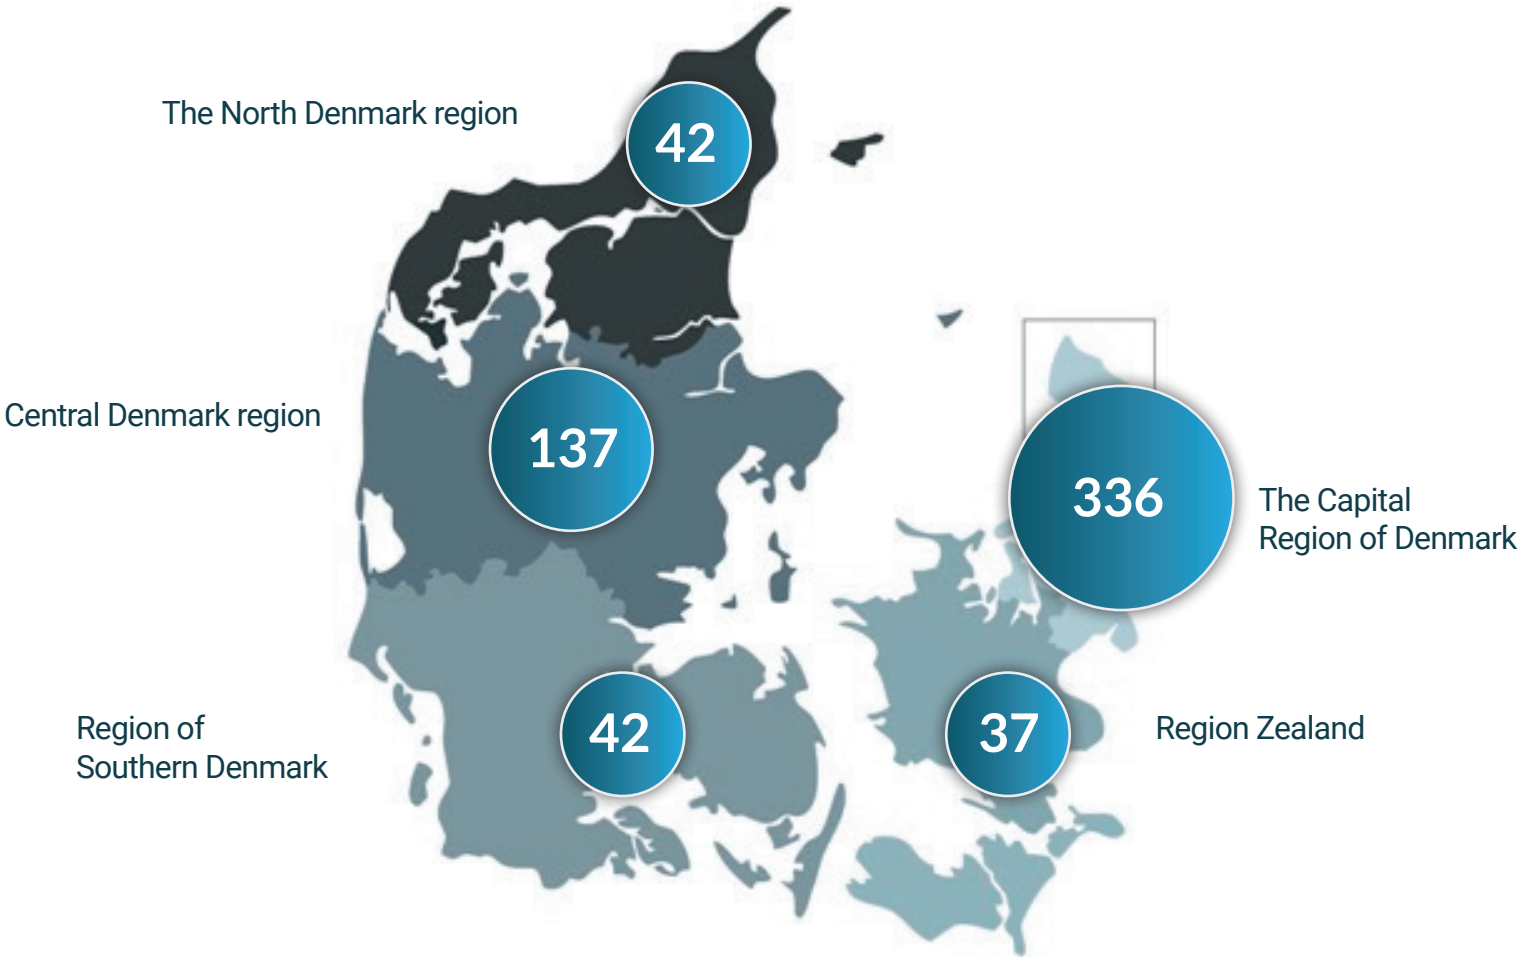 The North Denmark region
42
Central Denmark region
137
336
The Capital
Region of Denmark
Region of
Southern Denmark
42
37
Region Zealand